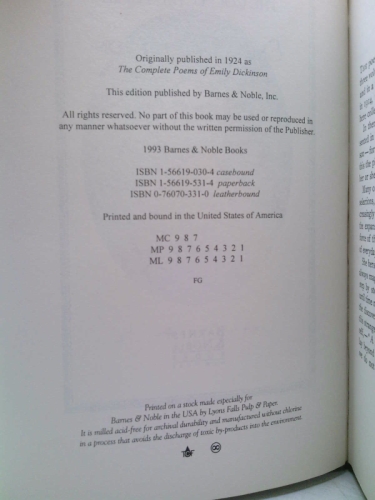 Originally published in 1924 as
The Complete Poems of Emily Dickinson
This edition published by Barnes & Noble, Inc.
All rights reserved. No part of this book may be used or reproduced in
any manner whatsoever without the written permission of the Publisher.
1993 Barnes & Noble Books
ISBN 1-56619-030-4 casebound
ISBN 1-56619-531-4 paperback
ISBN 0-76070-331-0 leatherbound
Printed and bound in the United States of America
MC 9 8 7
MP 9 8 7 6 5 4 3 2 1
ML 9 8 7 6 5 4 3 2 1
FG
Printed on a stock made especially for
Barnes & Noble in the USA by Lyons Falls Pulp & Paper.
It is milled acid-free for archival durability and manufactured without chlorine
in a process that avoids the discharge of toxic by-products into the environment.